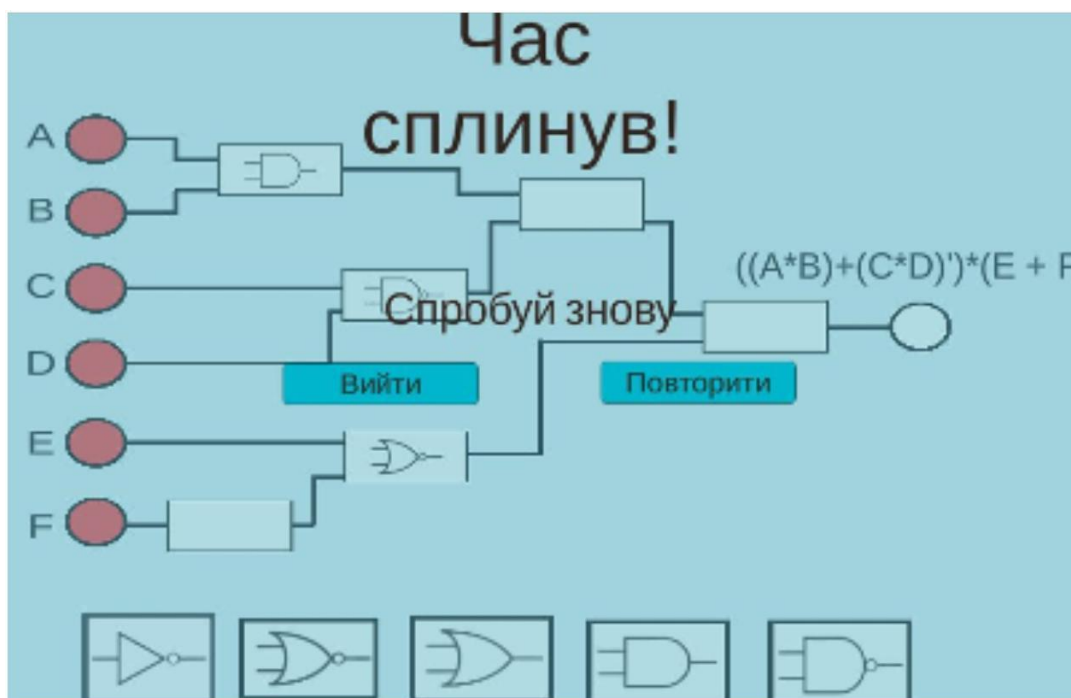 Час
сплинув!
A
B
C
((A*B)+(C*D)')*(E + F
Спробуй знову
D
Вийти
Повторити
E
F